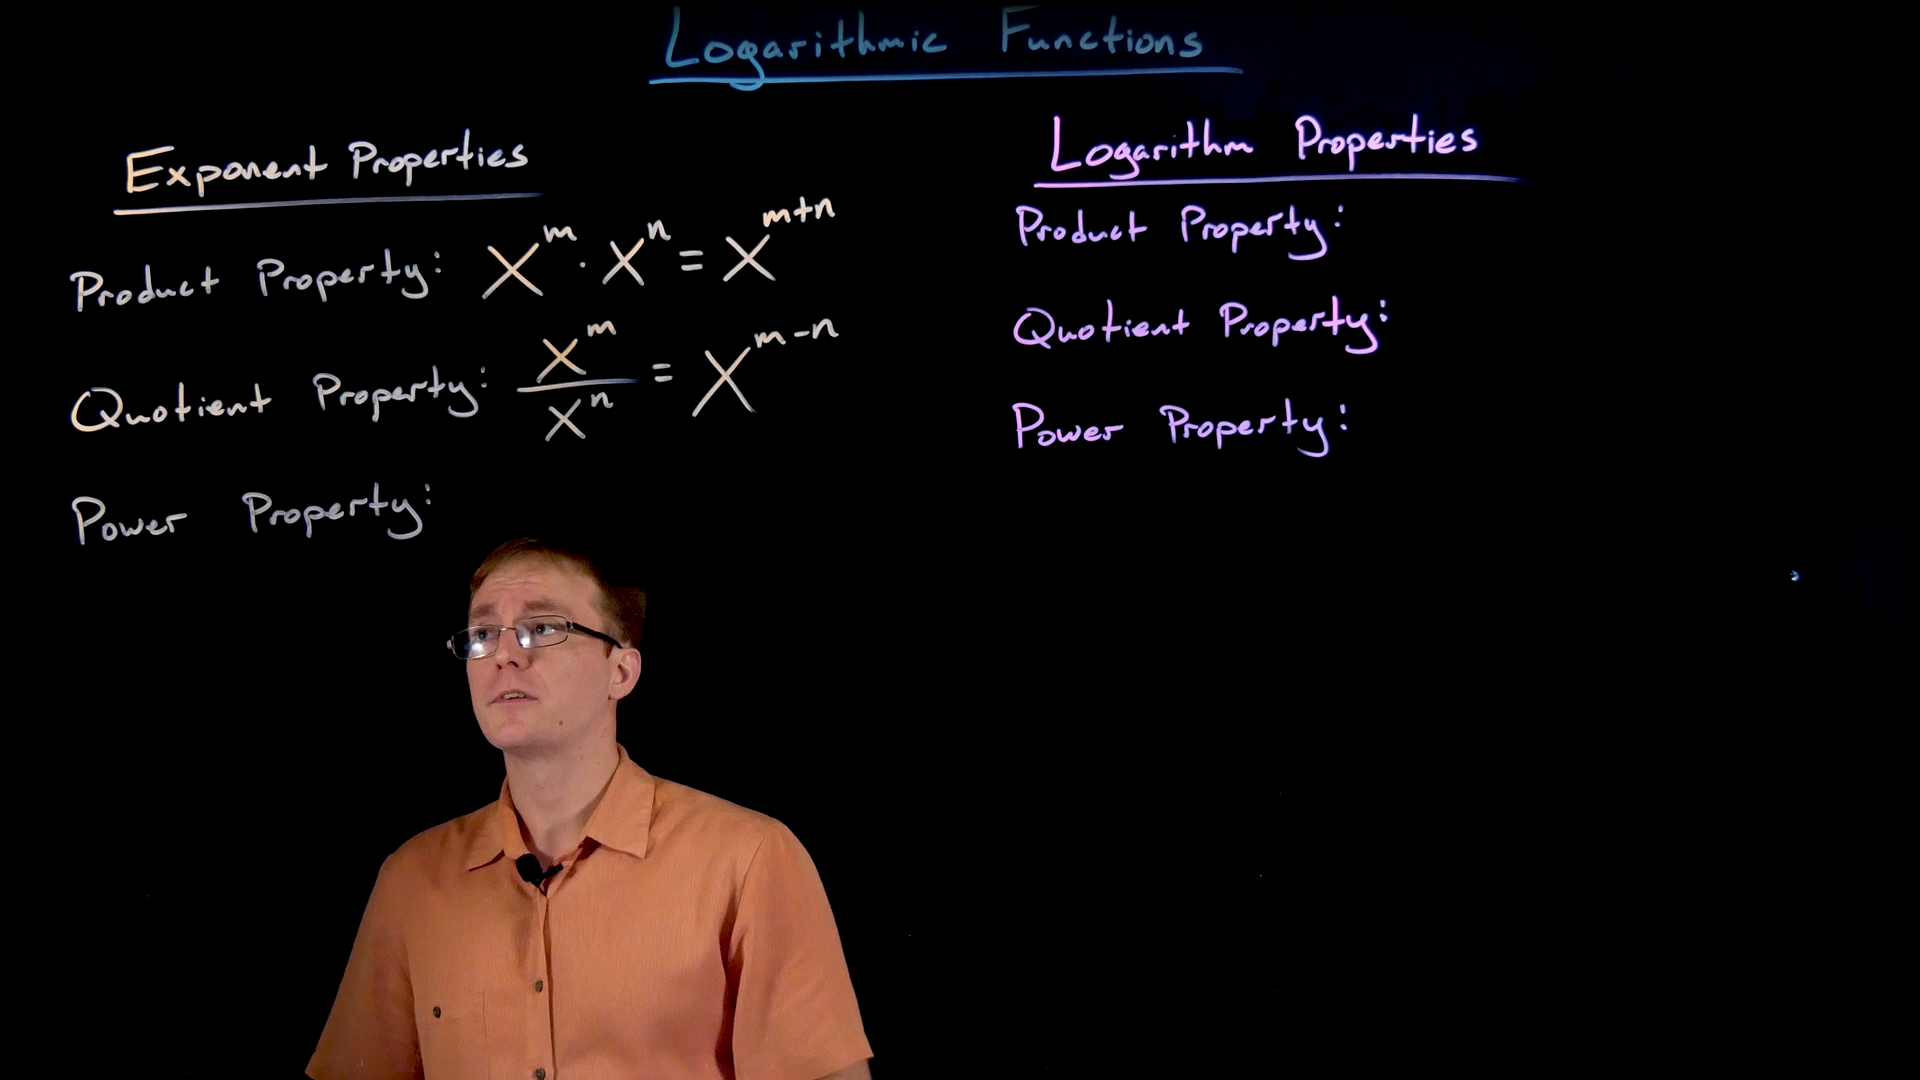 Logarithmic Functions
Exponent Properties
Product Property: x^m · x^n = x^(m+n)
Quotient Property: x^m / x^n = x^(m-n)
Power Property:
Logarithm Properties
Product Property:
Quotient Property:
Power Property: